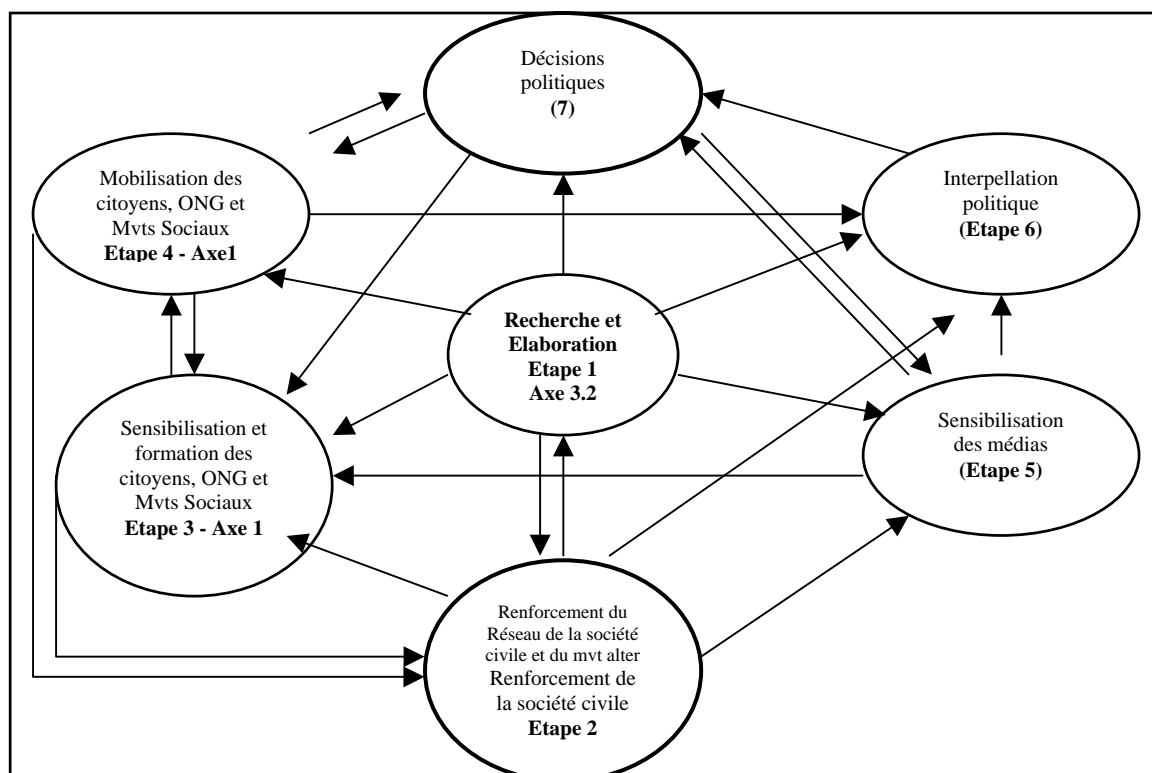 Décisions
politiques
(7)
Mobilisation des
citoyens, ONG et
Mvts Sociaux
Etape 4 - Axe1
Interpellation
politique
(Etape 6)
Recherche et
Elaboration
Etape 1
Axe 3.2
Sensibilisation et
formation des
citoyens, ONG et
Mvts Sociaux
Etape 3 - Axe 1
Sensibilisation
des médias
(Etape 5)
Renforcement du
Réseau de la société
civile et du mvt alter
Renforcement de
la société civile
Etape 2